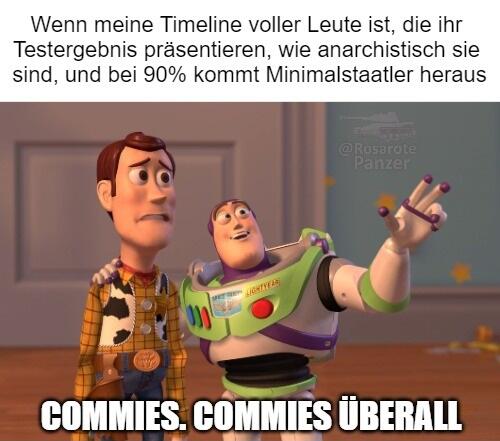 Wenn meine Timeline voller Leute ist, die ihr
Testergebnis präsentieren, wie anarchistisch sie
sind, und bei 90% kommt Minimalstaatler heraus
@Rosarote
Panzer
LIGHTYEAR
COMMIES. COMMIES ÜBERALL